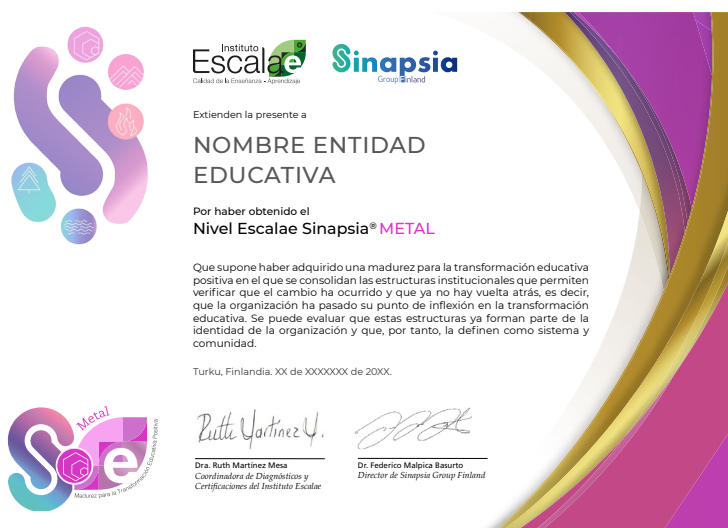 Instituto
Escalae
Calidad de la Enseñanza - Aprendizaje
Sinapsia
Group Finland
Extienden la presente a
NOMBRE ENTIDAD
EDUCATIVA
Por haber obtenido el
Nivel Escalae Sinapsia® METAL
Que supone haber adquirido una madurez para la transformación educativa
positiva en el que se consolidan las estructuras institucionales que permiten
verificar que el cambio ha ocurrido y que ya no hay vuelta atrás, es decir,
que la organización ha pasado su punto de inflexión en la transformación
educativa. Se puede evaluar que estas estructuras ya forman parte de la
identidad de la organización y que, por tanto, la definen como sistema y
comunidad.
Turku, Finlandia. XX de XXXXXXX de 20XX.
Metal
S e
Madurez para la Transformación Educativa Positiva
Ruth Martinez M.
Dra. Ruth Martínez Mesa
Coordinadora de Diagnósticos y
Certificaciones del Instituto Escalae
Dr. Federico Malpica Basurto
Director de Sinapsia Group Finland